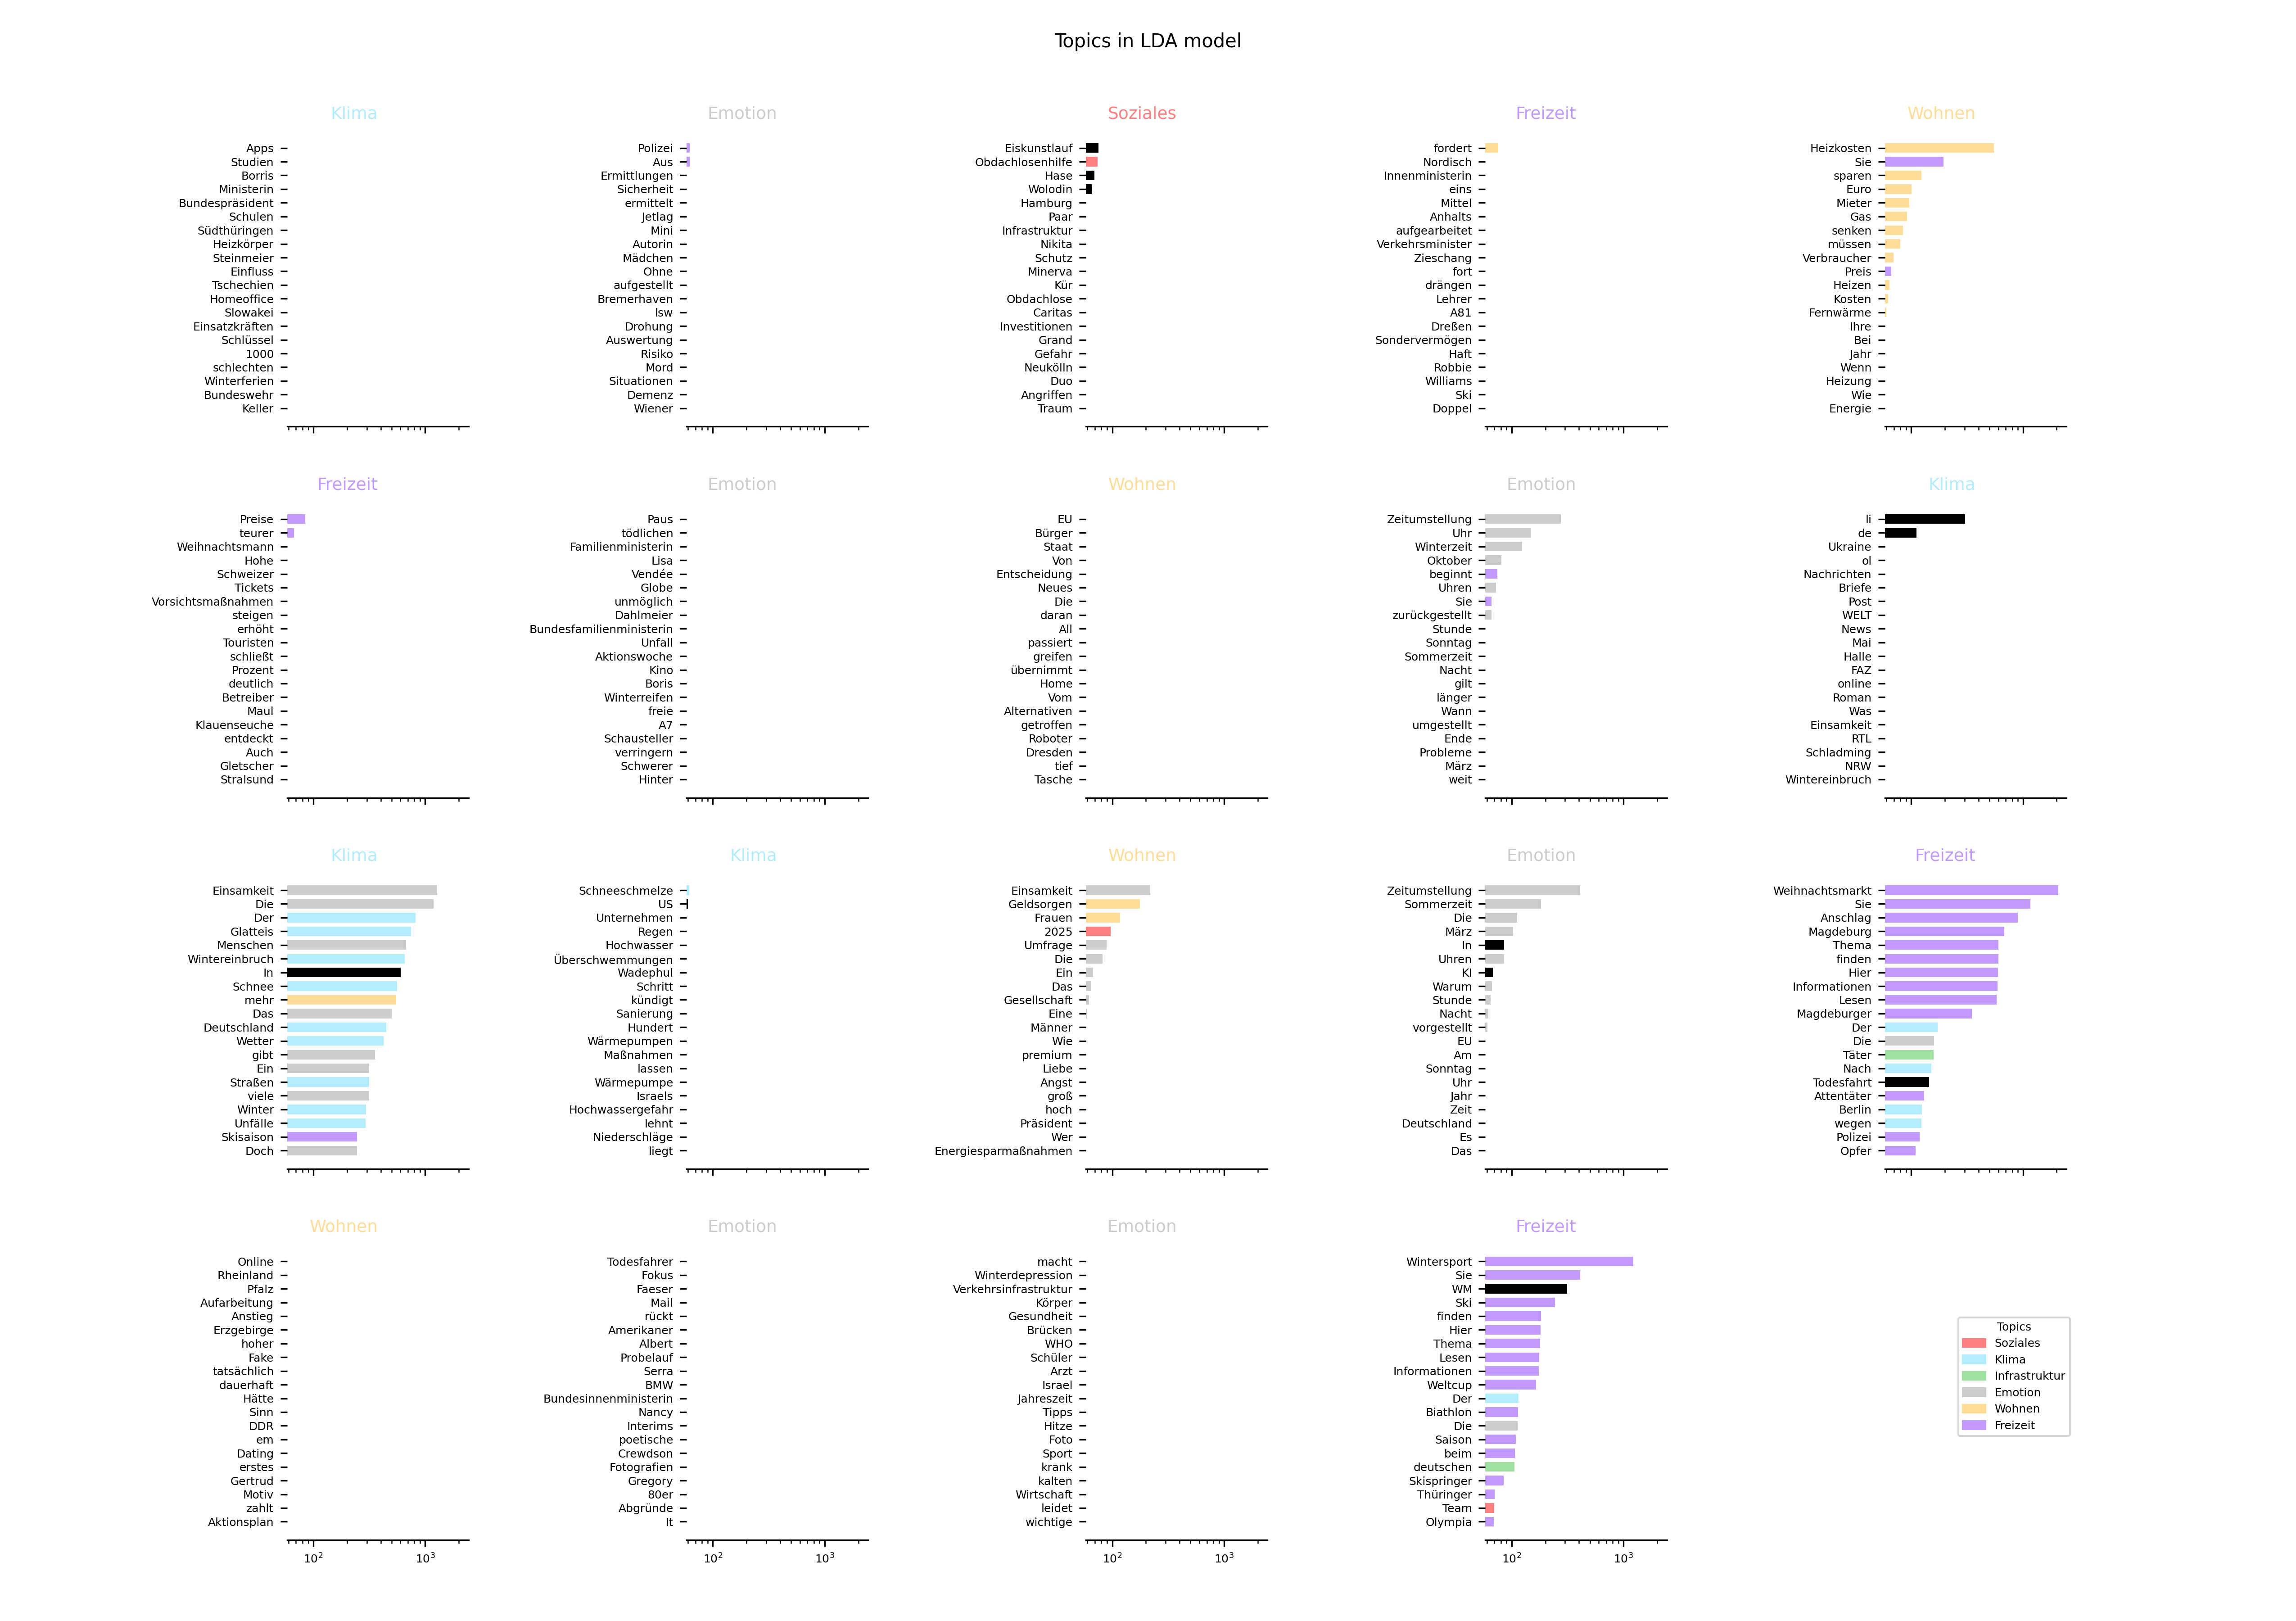 Topics in LDA model
Klima
Apps
Studien
Borris
Ministerin
Bundespräsident
Schulen
Südthüringen
Heizkörper
Steinmeier
Einfluss
Tschechien
Homeoffice
Slowakei
Einsatzkräften
Schlüssel
1000
schlechten
Winterferien
Bundeswehr
Keller
Emotion
Polizei
Aus
Ermittlungen
Sicherheit
ermittelt
Jetlag
Mini
Autorin
Mädchen
Ohne
aufgestellt
Bremerhaven
lsw
Drohung
Auswertung
Risiko
Mord
Situationen
Demenz
Wiener
Soziales
Eiskunstlauf
Obdachlosenhilfe
Hase
Wolodin
Hamburg
Paar
Infrastruktur
Nikita
Schutz
Minerva
Kür
Obdachlose
Caritas
Investitionen
Grand
Gefahr
Neukölln
Duo
Angriffen
Traum
Freizeit
fordert
Nordisch
Innenministerin
eins
Mittel
Anhalts
aufgearbeitet
Verkehrsminister
Zieschang
fort
drängen
Lehrer
A81
Dreßen
Sondervermögen
Haft
Robbie
Williams
Ski
Doppel
Wohnen
Heizkosten
Sie
sparen
Euro
Mieter
Gas
senken
müssen
Verbraucher
Preis
Heizen
Kosten
Fernwärme
Ihre
Bei
Jahr
Wenn
Heizung
Wie
Energie
Freizeit
Preise
teurer
Weihnachtsmann
Hohe
Schweizer
Tickets
Vorsichtsmaßnahmen
steigen
erhöht
Touristen
schließt
Prozent
deutlich
Betreiber
Maul
Klauenseuche
entdeckt
Auch
Gletscher
Stralsund
Emotion
Paus
tödlichen
Familienministerin
Lisa
Vendée
Globe
unmöglich
Dahlmeier
Bundesfamilienministerin
Unfall
Aktionswoche
Kino
Boris
Winterreifen
freie
A7
Schausteller
verringern
Schwerer
Hinter
Wohnen
EU
Bürger
Staat
Von
Entscheidung
Neues
Die
daran
All
passiert
greifen
übernimmt
Home
Vom
Alternativen
getroffen
Roboter
Dresden
tief
Tasche
Emotion
Zeitumstellung
Uhr
Winterzeit
Oktober
beginnt
Uhren
Sie
zurückgestellt
Stunde
Sonntag
Sommerzeit
Nacht
gilt
länger
Wann
umgestellt
Ende
Probleme
März
weit
Klima
li
de
Ukraine
ol
Nachrichten
Briefe
Post
WELT
News
Mai
Halle
FAZ
online
Roman
Was
Einsamkeit
RTL
Schladming
NRW
Wintereinbruch
Klima
Einsamkeit
Die
Der
Glatteis
Menschen
Wintereinbruch
In
Schnee
mehr
Das
Deutschland
Wetter
gibt
Ein
Straßen
viele
Winter
Unfälle
Skisaison
Doch
Klima
Schneeschmelze
US
Unternehmen
Regen
Hochwasser
Überschwemmungen
Wadephul
Schritt
kündigt
Sanierung
Hundert
Wärmepumpen
Maßnahmen
lassen
Wärmepumpe
Israels
Hochwassergefahr
lehnt
Niederschläge
liegt
Wohnen
Einsamkeit
Geldsorgen
Frauen
2025
Umfrage
Die
Ein
Das
Gesellschaft
Eine
Männer
Wie
premium
Liebe
Angst
groß
hoch
Präsident
Wer
Energiesparmaßnahmen
Emotion
Zeitumstellung
Sommerzeit
Die
März
In
Uhren
KI
Warum
Stunde
Nacht
vorgestellt
EU
Am
Sonntag
Uhr
Jahr
Zeit
Deutschland
Es
Das
Freizeit
Weihnachtsmarkt
Sie
Anschlag
Magdeburg
Thema
finden
Hier
Informationen
Lesen
Magdeburger
Der
Die
Täter
Nach
Todesfahrt
Attentäter
Berlin
wegen
Polizei
Opfer
Wohnen
Online
Rheinland
Pfalz
Aufarbeitung
Anstieg
Erzgebirge
hoher
Fake
tatsächlich
dauerhaft
Hätte
Sinn
DDR
em
Dating
erstes
Gertrud
Motiv
zahlt
Aktionsplan
10²
10³
Emotion
Todesfahrer
Fokus
Faeser
Mail
rückt
Amerikaner
Albert
Probelauf
Serra
BMW
Bundesinnenministerin
Nancy
Interims
poetische
Crewdson
Fotografien
Gregory
80er
Abgründe
It
10²
10³
Emotion
macht
Winterdepression
Verkehrsinfrastruktur
Körper
Gesundheit
Brücken
WHO
Schüler
Arzt
Israel
Jahreszeit
Tipps
Hitze
Foto
Sport
krank
kalten
Wirtschaft
leidet
wichtige
10²
10³
Freizeit
Wintersport
Sie
WM
Ski
finden
Hier
Thema
Lesen
Informationen
Weltcup
Der
Biathlon
Die
Saison
beim
deutschen
Skispringer
Thüringer
Team
Olympia
10²
10³
Topics
Soziales
Klima
Infrastruktur
Emotion
Wohnen
Freizeit